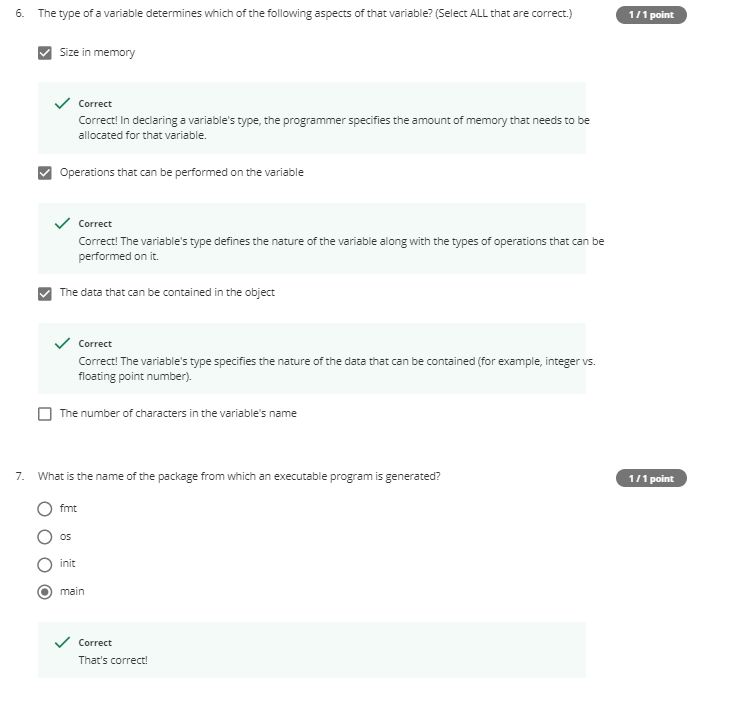 6. The type of a variable determines which of the following aspects of that variable? (Select ALL that are correct.)
1 / 1 point
Size in memory
Correct
Correct! In declaring a variable's type, the programmer specifies the amount of memory that needs to be
allocated for that variable.
Operations that can be performed on the variable
Correct
Correct! The variable's type defines the nature of the variable along with the types of operations that can be
performed on it.
The data that can be contained in the object
Correct
Correct! The variable's type specifies the nature of the data that can be contained (for example, integer vs.
floating point number).
The number of characters in the variable's name
7. What is the name of the package from which an executable program is generated?
1 / 1 point
fmt
os
init
main
Correct
That's correct!